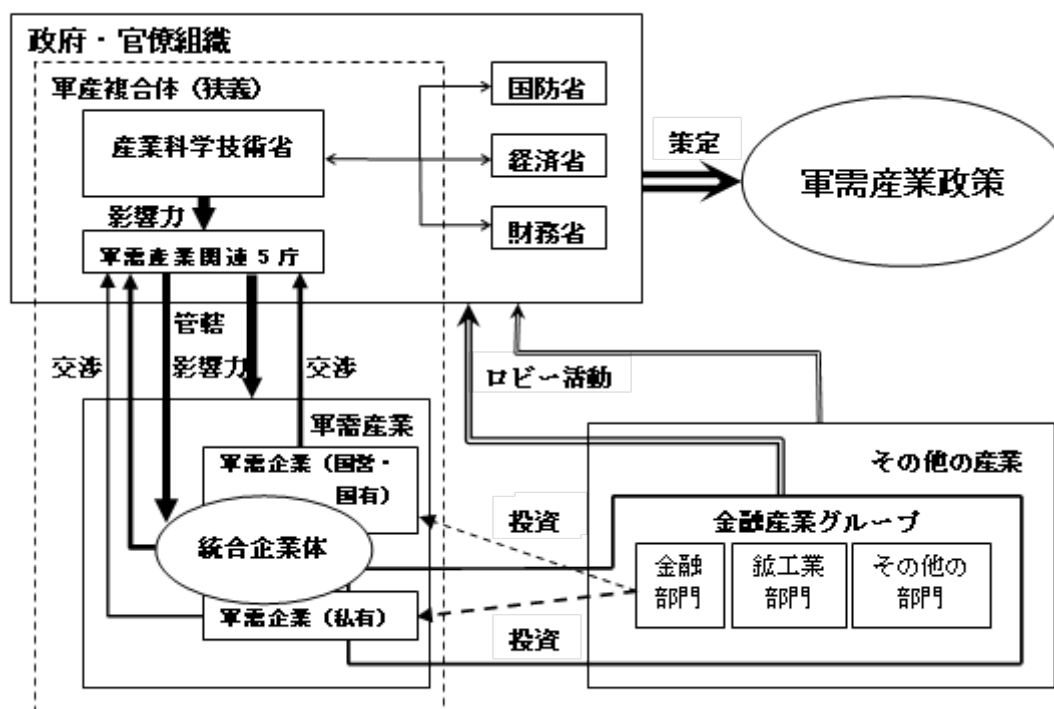 政府・官僚組織
軍産複合体（狭義）
産業科学技術省
国防省
経済省
財務省
策定
軍需産業政策
影響力
軍需産業関連５庁
管轄
交渉
影響力
交渉
ロビー活動
軍需産業
軍需企業（国営・
国有）
統合企業体
軍需企業（私有）
投資
投資
その他の産業
金融産業グループ
金融
部門
鉱工業
部門
その他の
部門